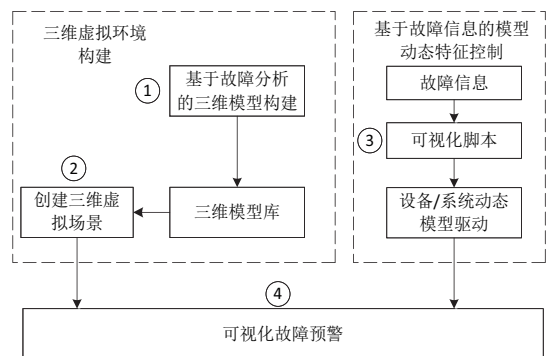 三维虚拟环境
构建
①
基于故障分析
的三维模型构建
②
创建三维虚
拟场景
三维模型库
基于故障信息的模型
动态特征控制
故障信息
③
可视化脚本
设备/系统动态
模型驱动
④
可视化故障预警